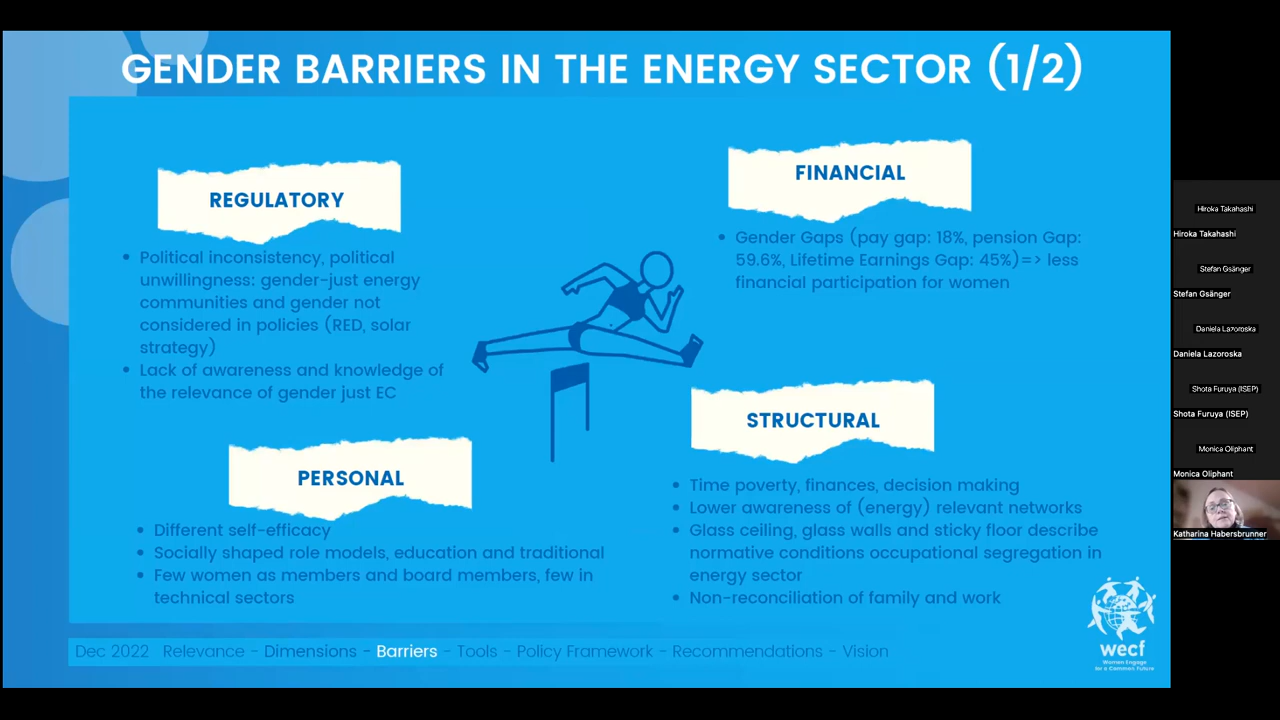 GENDER BARRIERS IN THE ENERGY SECTOR (1/2)
REGULATORY
• Political inconsistency, political
unwillingness: gender-just energy
communities and gender not
considered in policies (RED, solar
strategy)
• Lack of awareness and knowledge of
the relevance of gender just EC
FINANCIAL
• Gender Gaps (pay gap: 18%, pension Gap:
59.6%, Lifetime Earnings Gap: 45%)=> less
financial participation for women
PERSONAL
• Different self-efficacy
• Socially shaped role models, education and traditional
• Few women as members and board members, few in
technical sectors
STRUCTURAL
• Time poverty, finances, decision making
• Lower awareness of (energy) relevant networks
• Glass ceiling, glass walls and sticky floor describe
normative conditions occupational segregation in
energy sector
• Non-reconciliation of family and work
Dec 2022 Relevance - Dimensions - Barriers - Tools - Policy Framework - Recommendations - Vision
wecf
Women Engage
for a Common Future
Hiroka Takahashi
Hiroka Takahashi
Stefan Gsänger
Stefan Gsänger
Daniela Lazoroska
Daniela Lazoroska
Shota Furuya (ISEP)
Shota Furuya (ISEP)
Monica Oliphant
Monica Oliphant
Katharina Habersbrunner